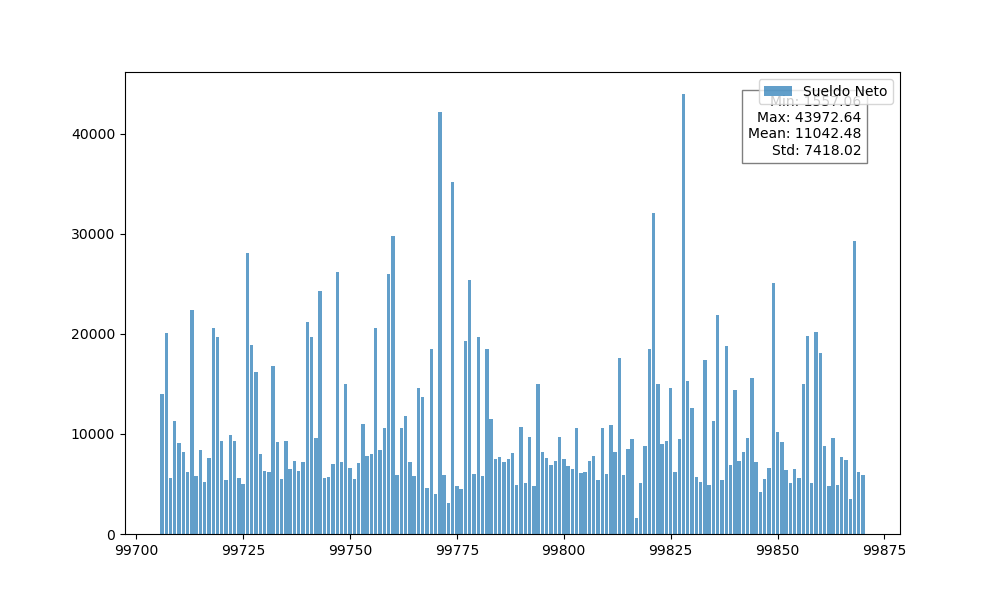 Sueldo Neto
Min: 1557.06
Max: 43972.64
Mean: 11042.48
Std: 7418.02
40000
30000
20000
10000
0
99700 99725 99750 99775 99800 99825 99850 99875